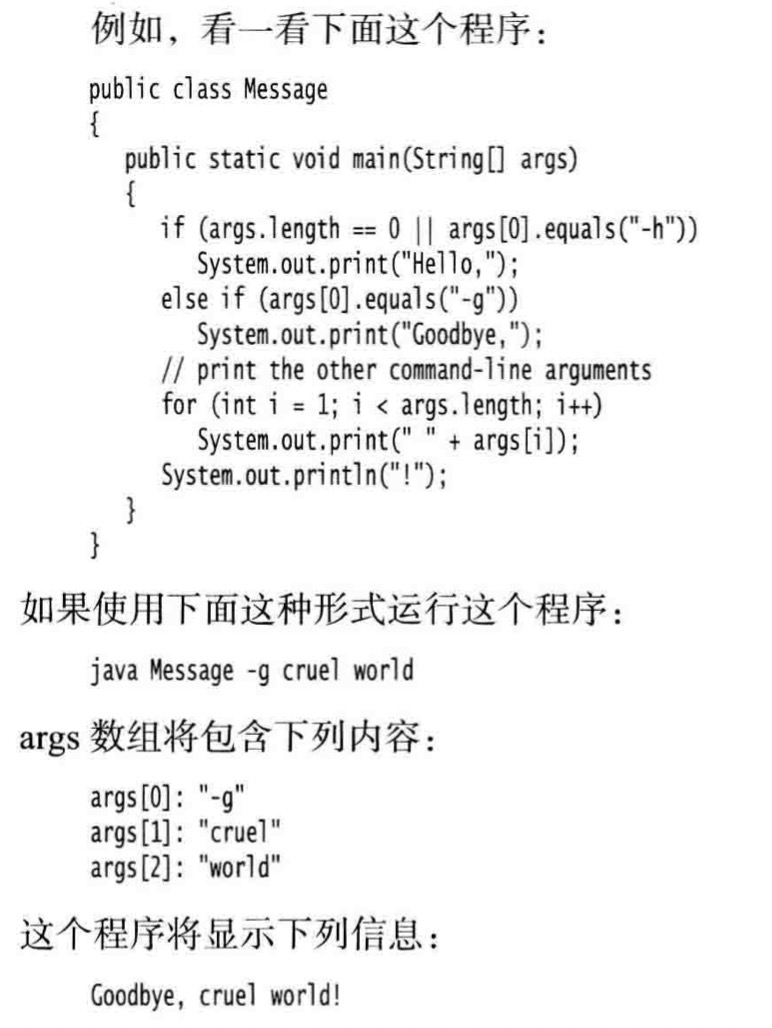 例如，看一看下面这个程序：
public class Message
{
   public static void main(String[] args)
   {
      if (args.length == 0 || args[0].equals("-h"))
         System.out.print("Hello,");
      else if (args[0].equals("-g"))
         System.out.print("Goodbye,");
      // print the other command-line arguments
      for (int i = 1; i < args.length; i++)
         System.out.print(" " + args[i]);
      System.out.println("!");
   }
}
如果使用下面这种形式运行这个程序：
java Message -g cruel world
args 数组将包含下列内容：
args[0]: "-g"
args[1]: "cruel"
args[2]: "world"
这个程序将显示下列信息：
Goodbye, cruel world!